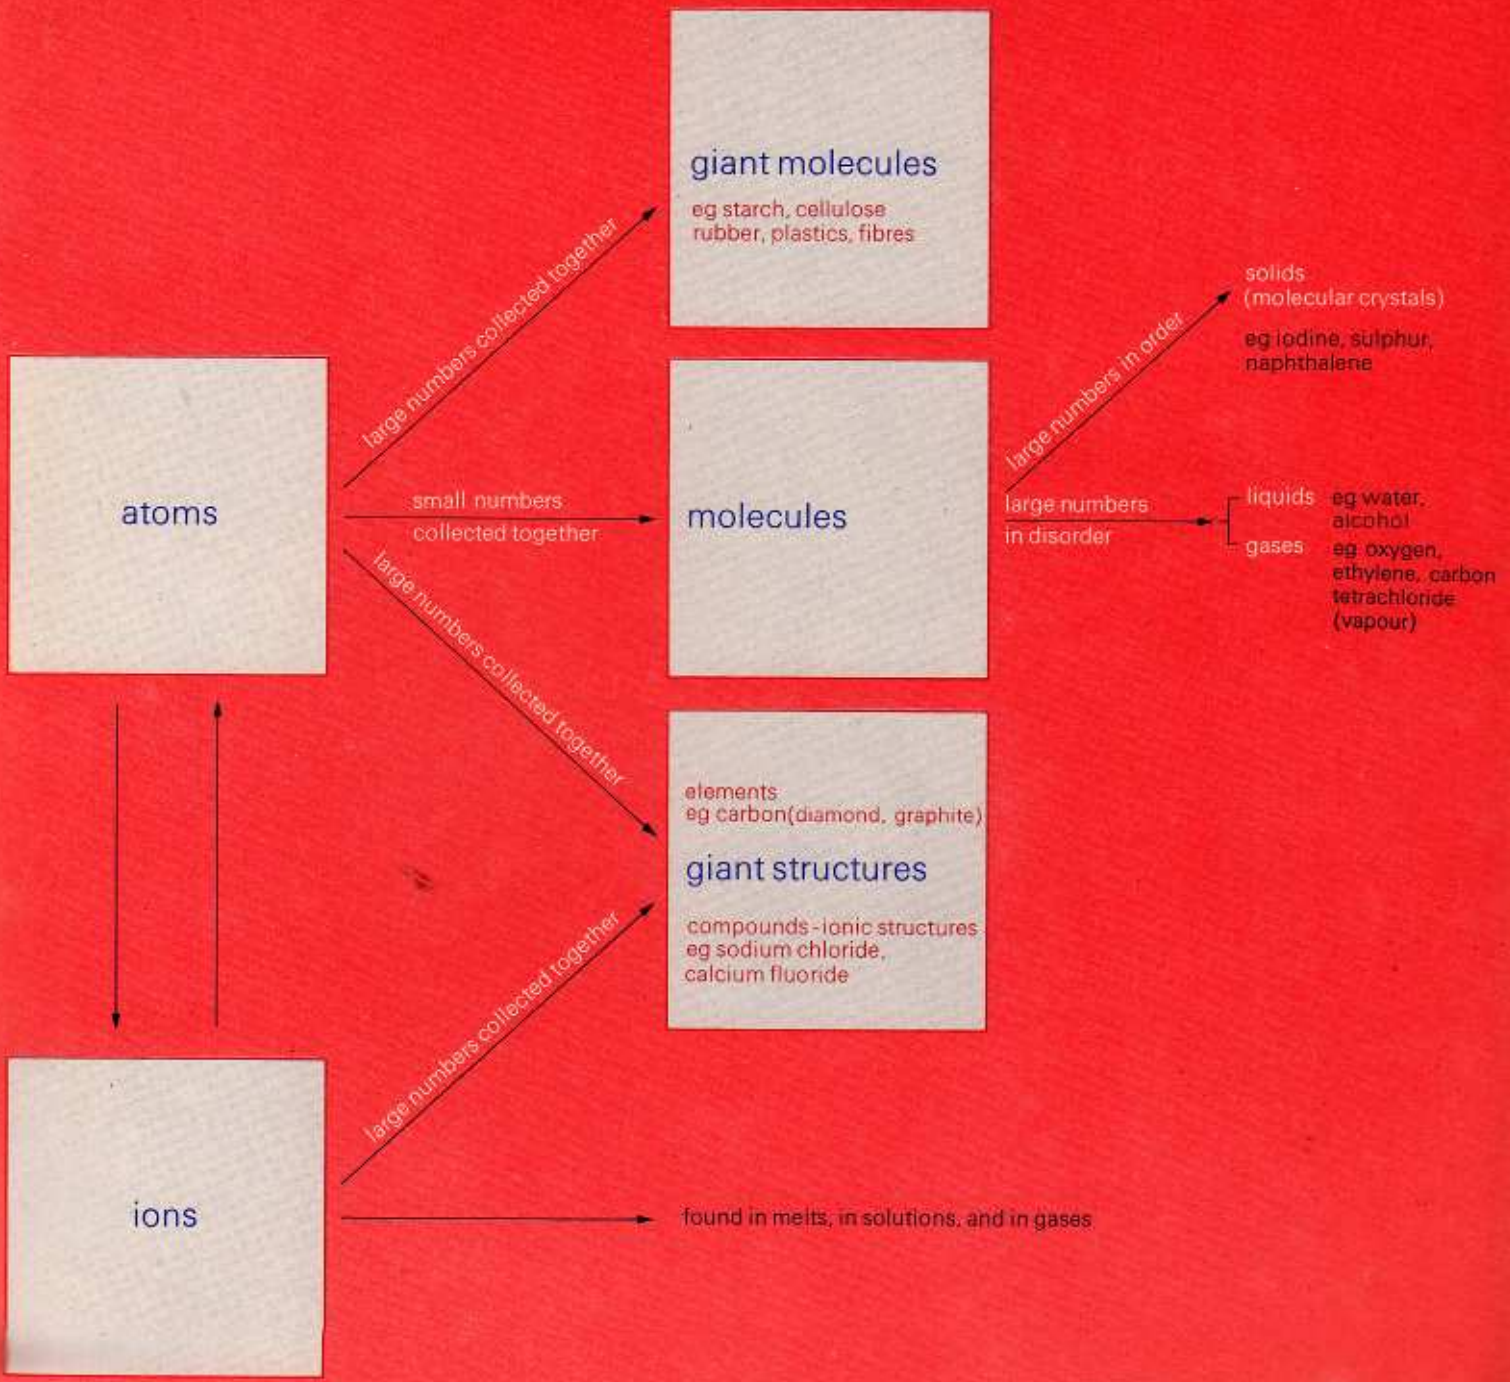 giant molecules
eg starch, cellulose
rubber, plastics, fibres
large numbers collected together
solids
(molecular crystals)
eg iodine, sulphur,
naphthalene
large numbers in order
atoms
small numbers
collected together
molecules
large numbers
in disorder
liquids
eg water,
alcohol
gases
eg oxygen,
ethylene, carbon
tetrachloride
(vapour)
large numbers collected together
elements
eg carbon(diamond, graphite)
giant structures
compounds-ionic structures
eg sodium chloride,
calcium fluoride
large numbers collected together
ions
found in melts, in solutions, and in gases